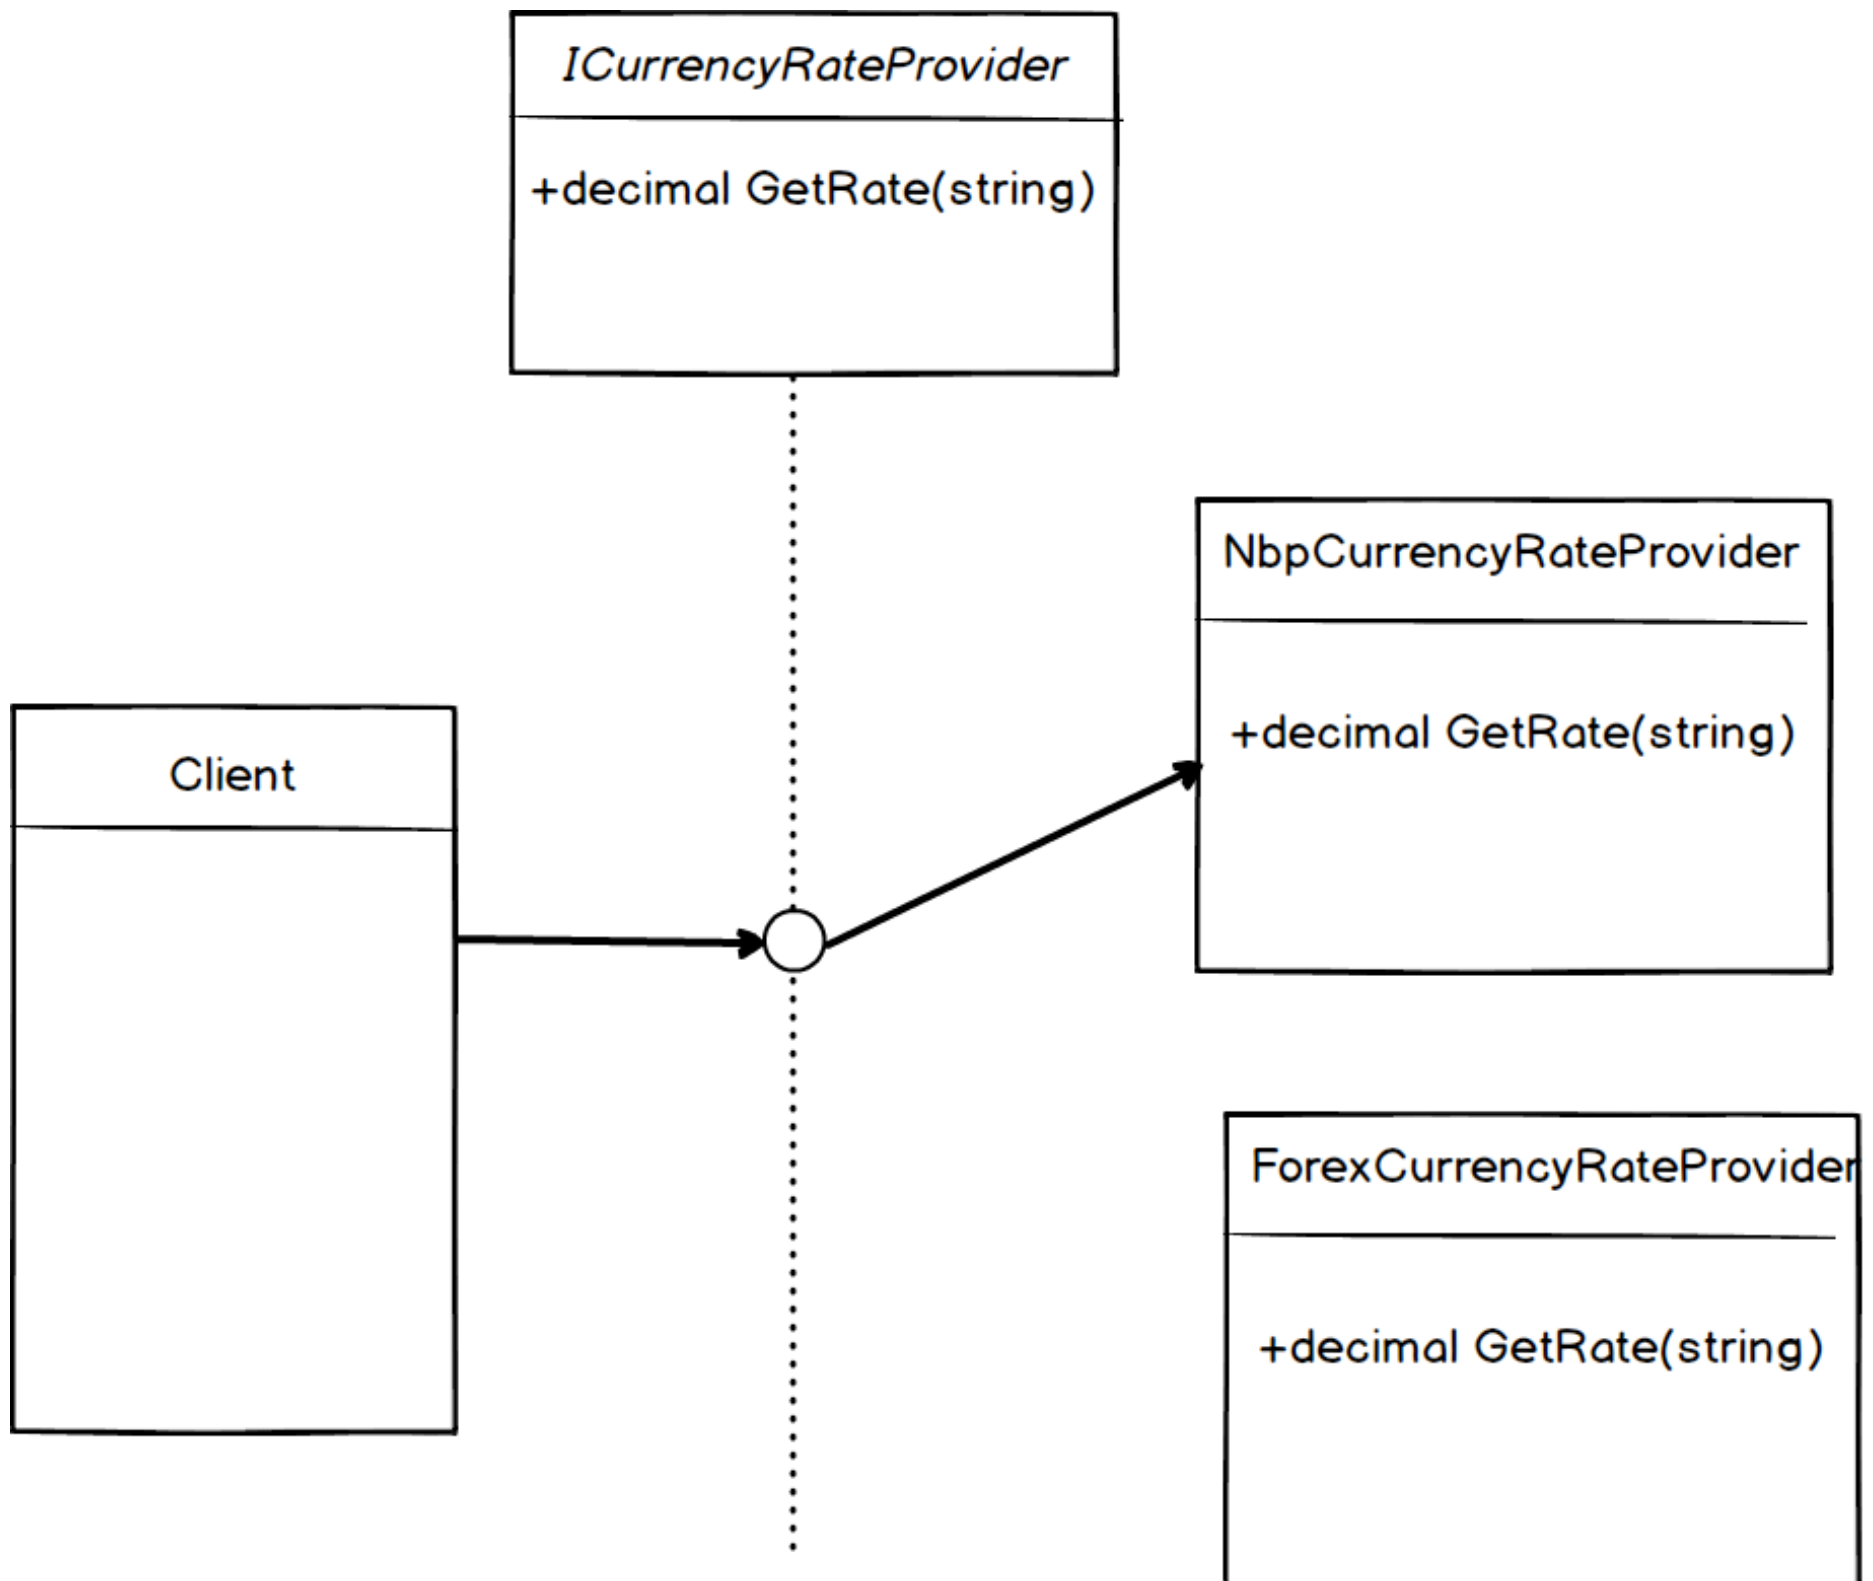 ICurrencyRateProvider
+decimal GetRate(string)
NbpCurrencyRateProvider
+decimal GetRate(string)
Client
ForexCurrencyRateProvider
+decimal GetRate(string)